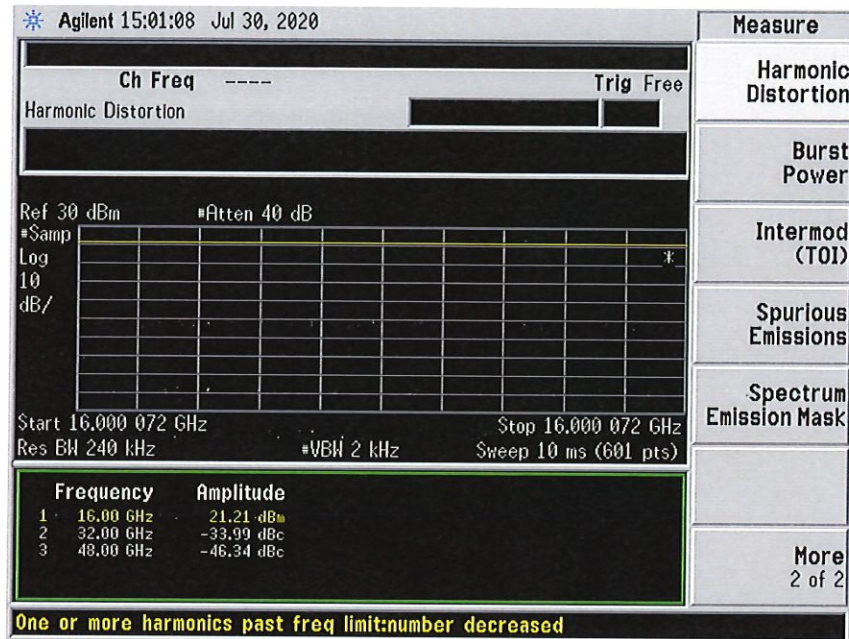 Agilent 15:01:08 Jul 30, 2020
Measure
Ch Freq ---- Trig Free
Harmonic Distortion
Ref 30 dBm #Atten 40 dB
#Samp
Log
10
dB/
*
Start 16.000 072 GHz Stop 16.000 072 GHz
Res BW 240 kHz #VBW 2 kHz Sweep 10 ms (601 pts)
Frequency Amplitude
1 16.00 GHz 21.21 dBm
2 32.00 GHz -33.99 dBc
3 48.00 GHz -46.34 dBc
One or more harmonics past freq limit:number decreased
Harmonic
Distortion
Burst
Power
Intermod
(TOI)
Spurious
Emissions
Spectrum
Emission Mask
More
2 of 2